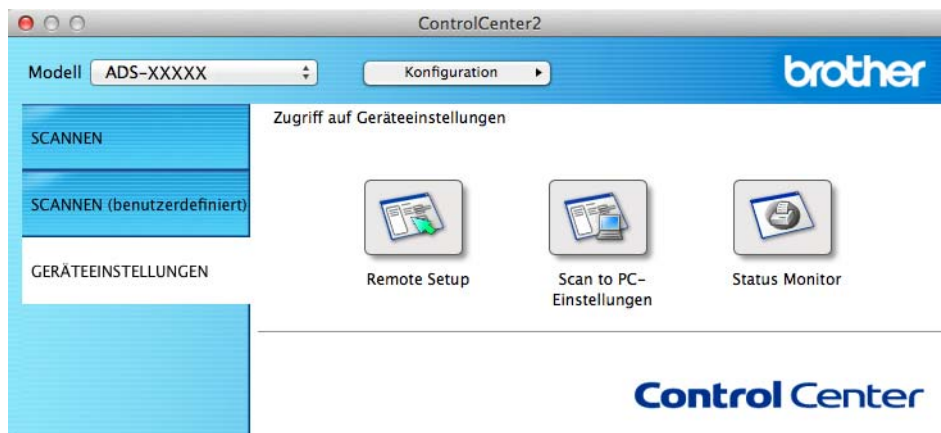 ControlCenter2
Modell ADS-XXXXX Konfiguration brother
Zugriff auf Geräteeinstellungen
SCANNEN
SCANNEN (benutzerdefiniert)
GERÄTEEINSTELLUNGEN
Remote Setup
Scan to PC-
Einstellungen
Status Monitor
Control Center